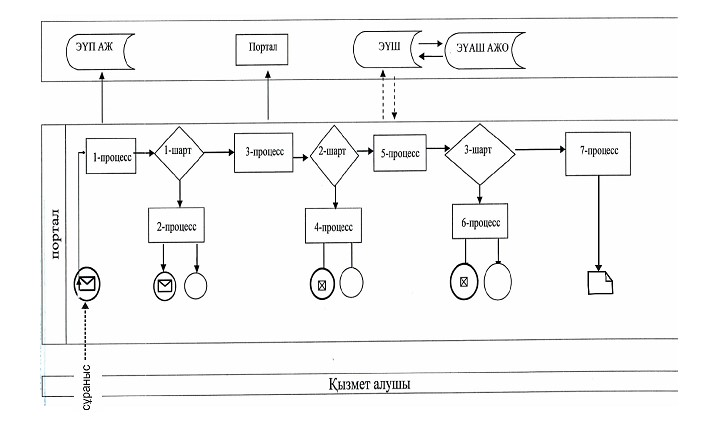 ЭҮП АЖ
Портал
ЭҮШ
ЭҮАШ АЖО
портал
1-процесс
1-шарт
3-процесс
2-шарт
5-процесс
3-шарт
7-процесс
2-процесс
4-процесс
6-процесс
сұраныс
Қызмет алушы